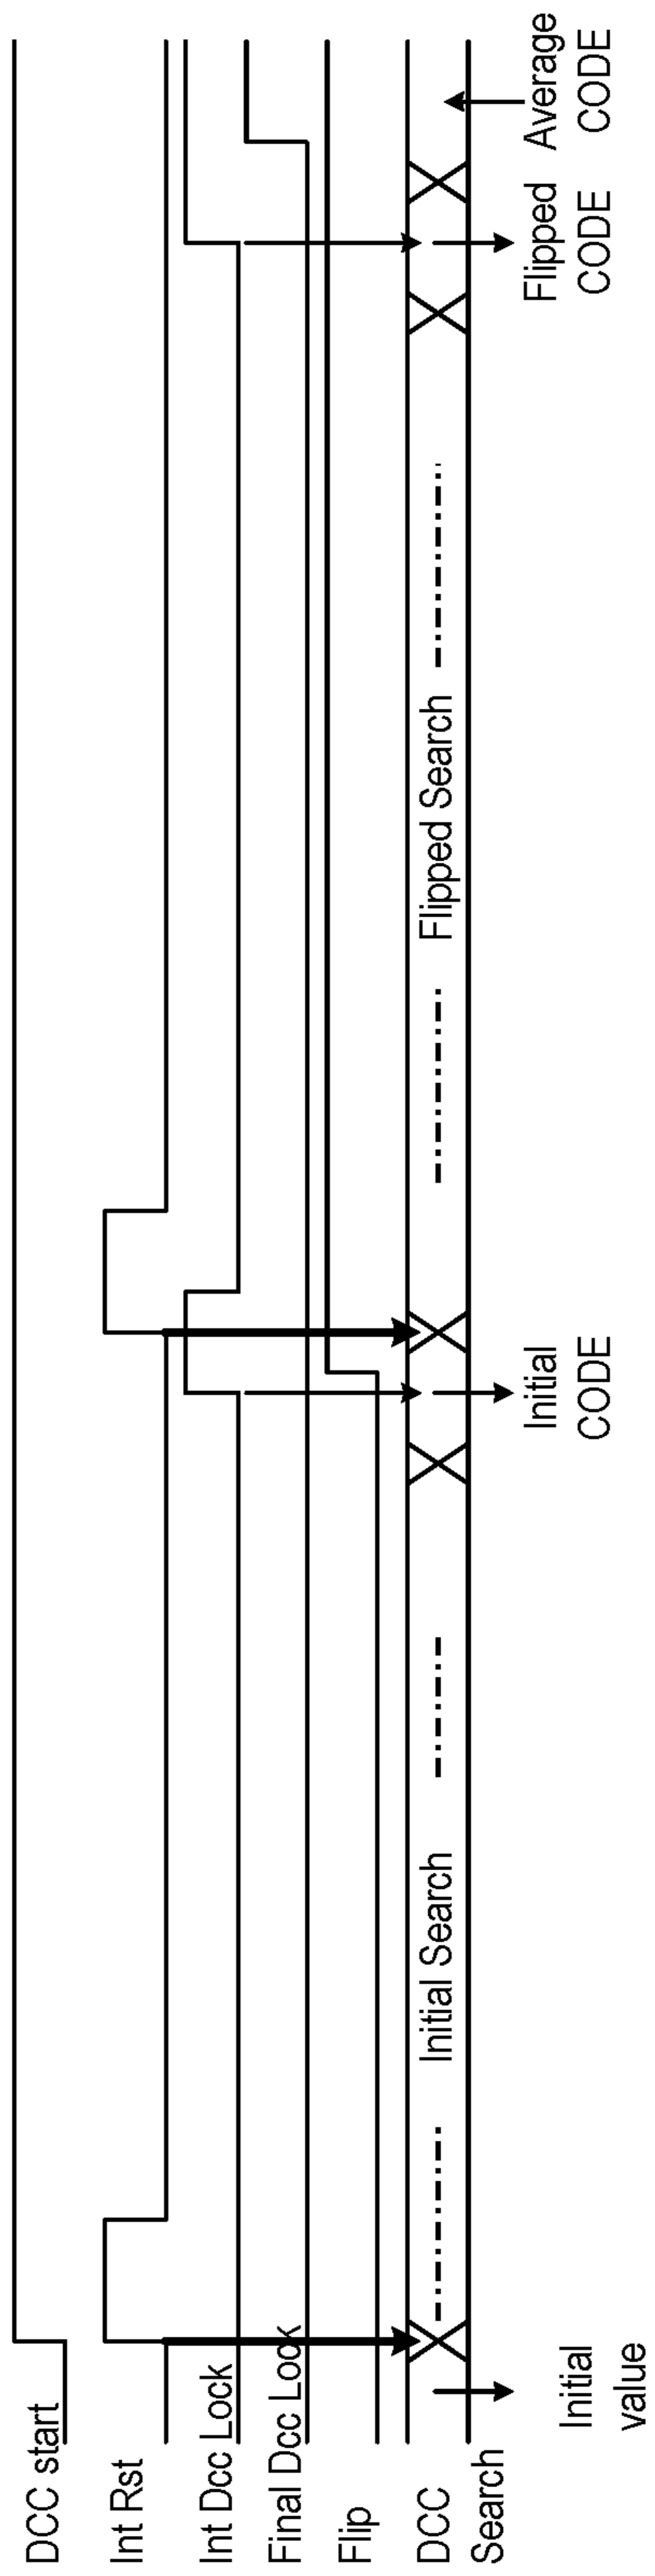 DCC start
Int Rst
Int Dcc Lock
Final Dcc Lock
Flip
DCC
Search
Initial Search
Flipped Search
Initial
value
Initial
CODE
Flipped
CODE
Average
CODE